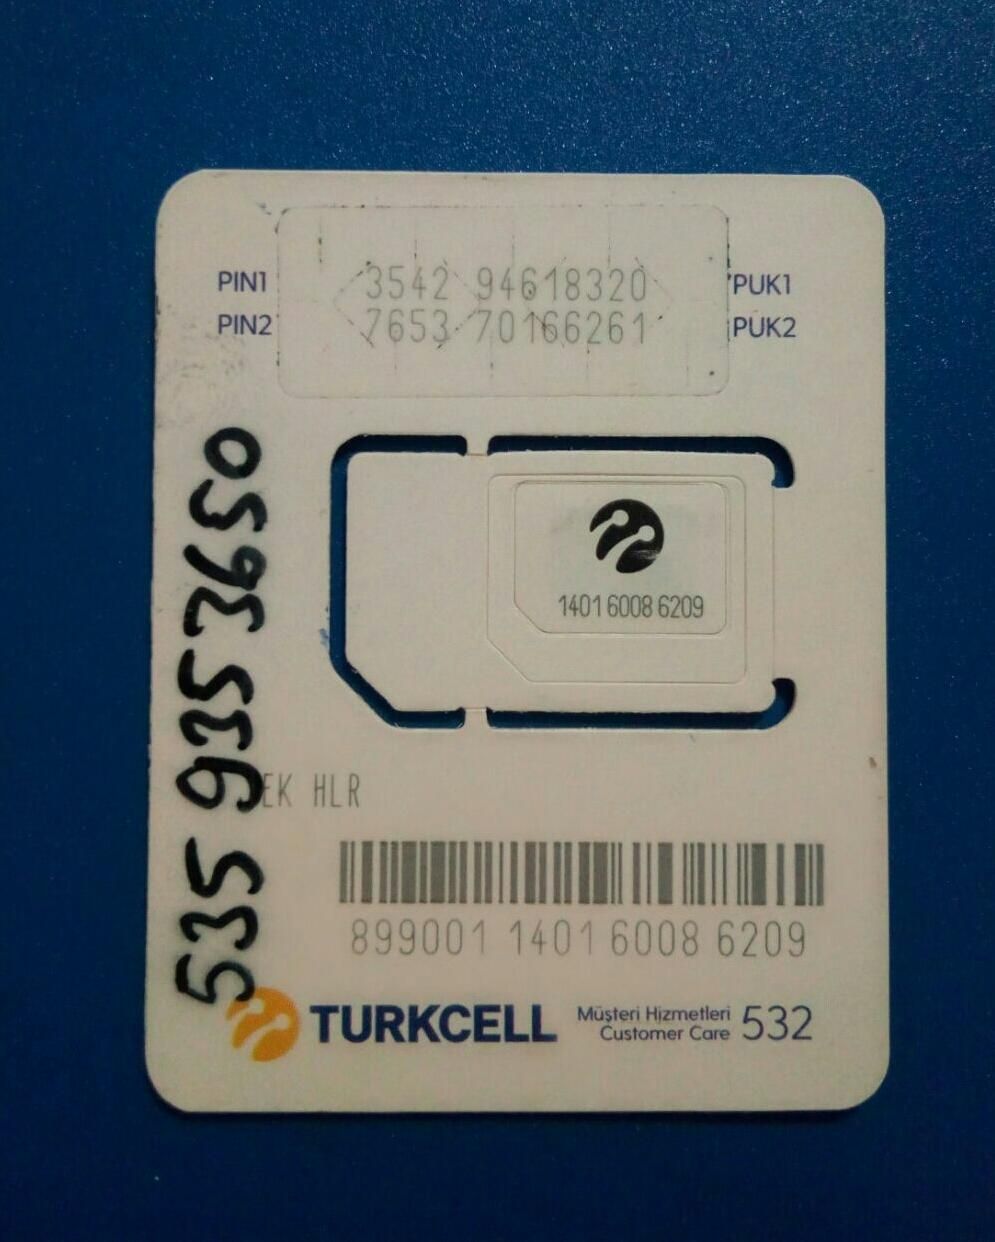 PIN1 3542 94618320 PUK1
PIN2 7653 70166261 PUK2
1401 6008 6209
535 935 3650
EK HLR
899001 1401 6008 6209
TURKCELL
Müşteri Hizmetleri
Customer Care
532